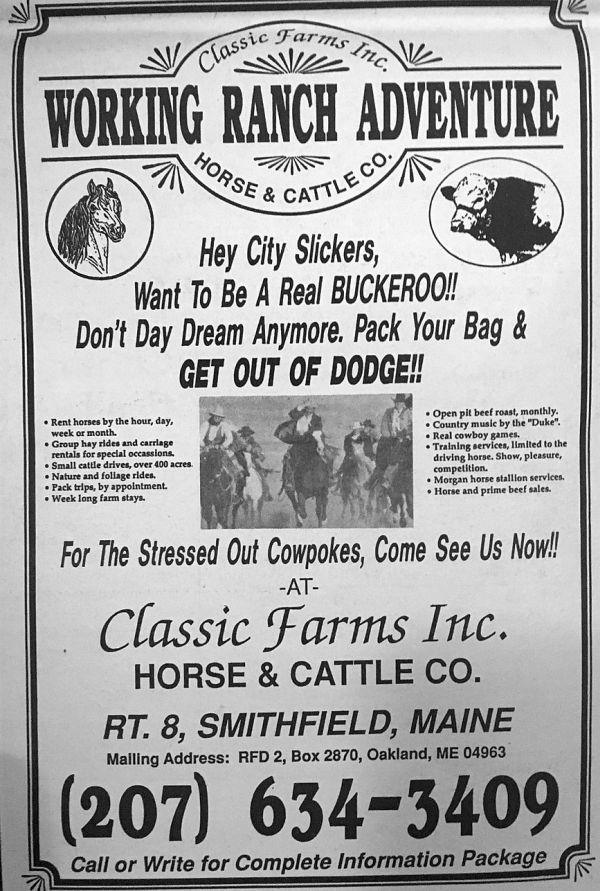 Classic Farms Inc.
WORKING RANCH ADVENTURE
HORSE & CATTLE CO.
Hey City Slickers,
Want To Be A Real BUCKEROO!!
Don't Day Dream Anymore. Pack Your Bag &
GET OUT OF DODGE!!
• Rent horses by the hour, day,
week or month.
• Group hay rides and carriage
rentals for special occassions.
• Small cattle drives, over 400 acres.
• Nature and foliage rides.
• Pack trips, by appointment.
• Week long farm stays.
• Open pit beef roast, monthly.
• Country music by the "Duke".
• Real cowboy games.
• Training services, limited to the
driving horse. Show, pleasure,
competition.
• Morgan horse stallion services.
• Horse and prime beef sales.
For The Stressed Out Cowpokes, Come See Us Now!!
-AT-
Classic Farms Inc.
HORSE & CATTLE CO.
RT. 8, SMITHFIELD, MAINE
Mailing Address: RFD 2, Box 2870, Oakland, ME 04963
(207) 634-3409
Call or Write for Complete Information Package